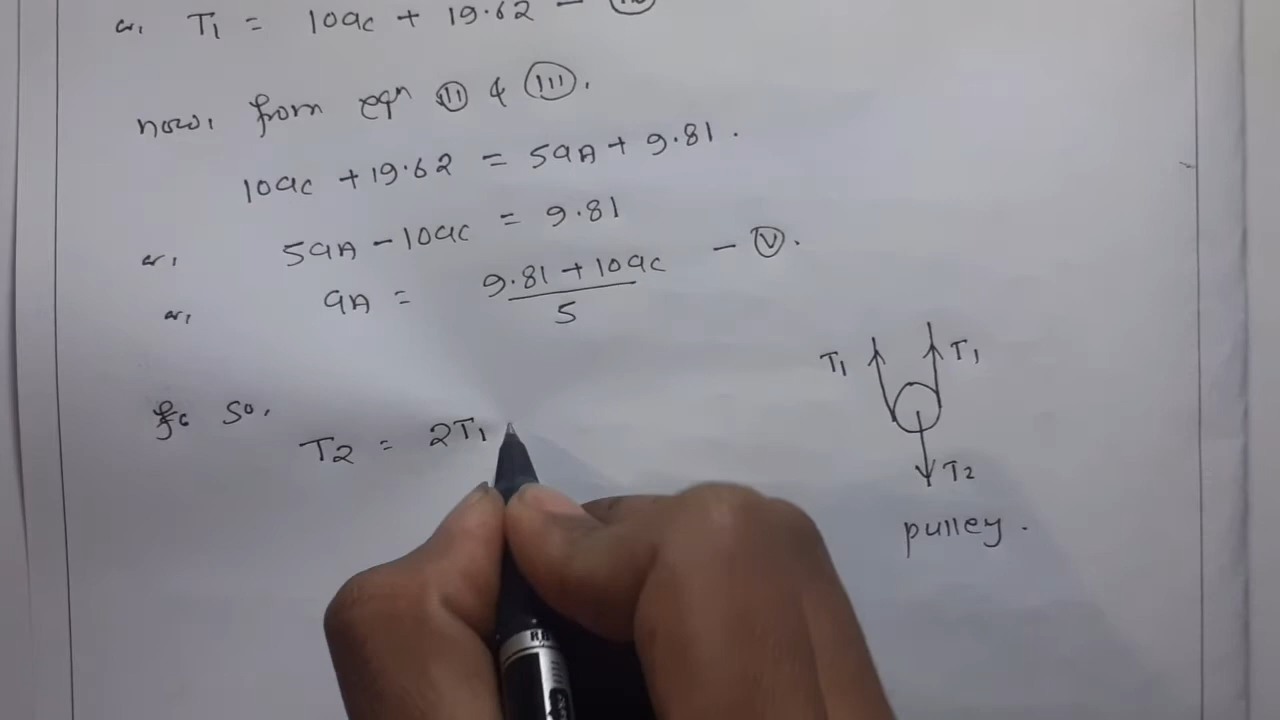 or, T1 = 10ac + 19.62 -
now, from eqn (II) & (III).
10ac + 19.62 = 5aA + 9.81.
or, 5aA - 10ac = 9.81
or, aA = (9.81 + 10ac)/5 - (V).
T1 T1
so,
T2 = 2T1
T2
pulley.